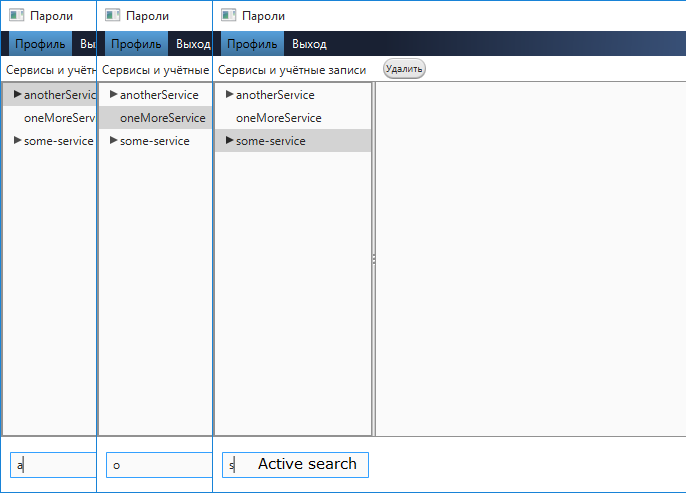 Пароли
Профиль Вы
Сервисы и учётн
anotherServic
oneMoreServ
some-service
a
Пароли
Профиль Выход
Сервисы и учётные
anotherService
oneMoreService
some-service
o
Пароли
Профиль Выход
Сервисы и учётные записи Удалить
anotherService
oneMoreService
some-service
s Active search